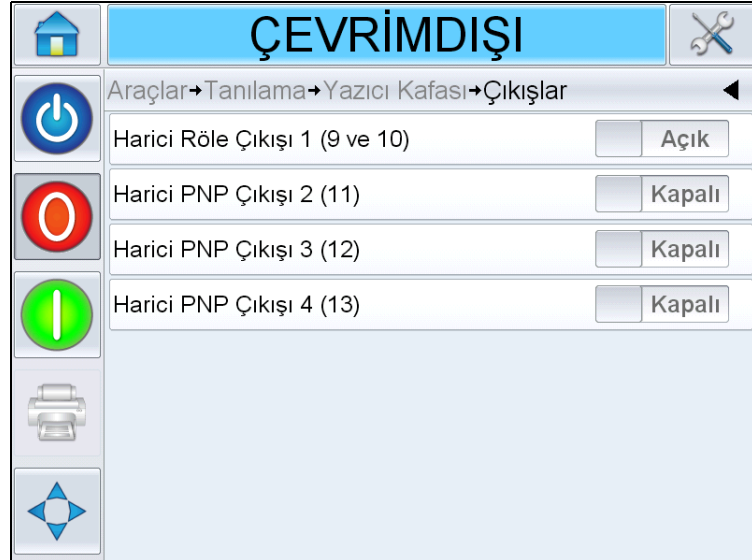 ÇEVRİMDIŞI
Araçlar→Tanılama→Yazıcı Kafası→Çıkışlar
Harici Röle Çıkışı 1 (9 ve 10) Açık
Harici PNP Çıkışı 2 (11) Kapalı
Harici PNP Çıkışı 3 (12) Kapalı
Harici PNP Çıkışı 4 (13) Kapalı